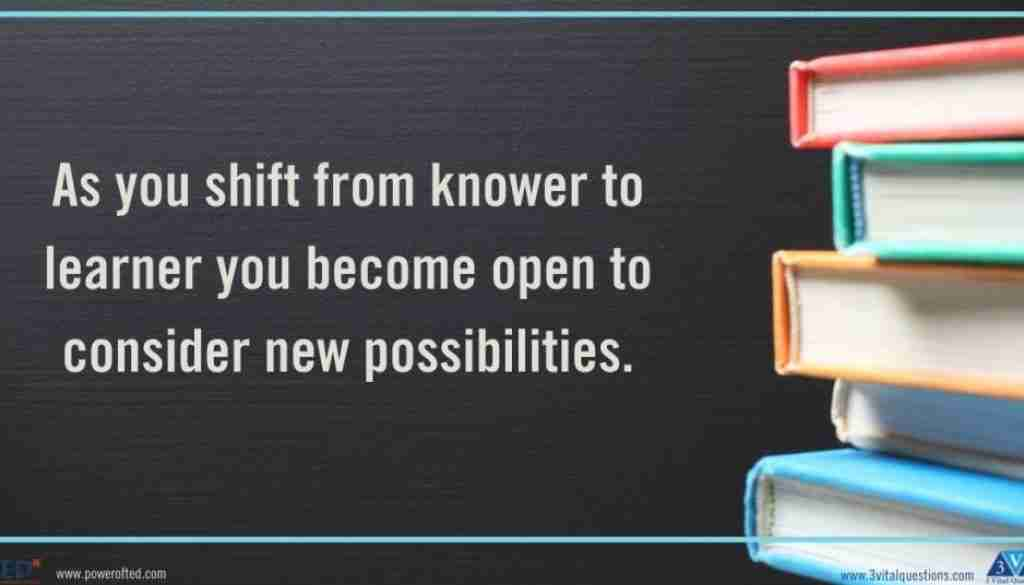 As you shift from knower to
learner you become open to
consider new possibilities.
www.powerofted.com
www.3vitalquestions.com